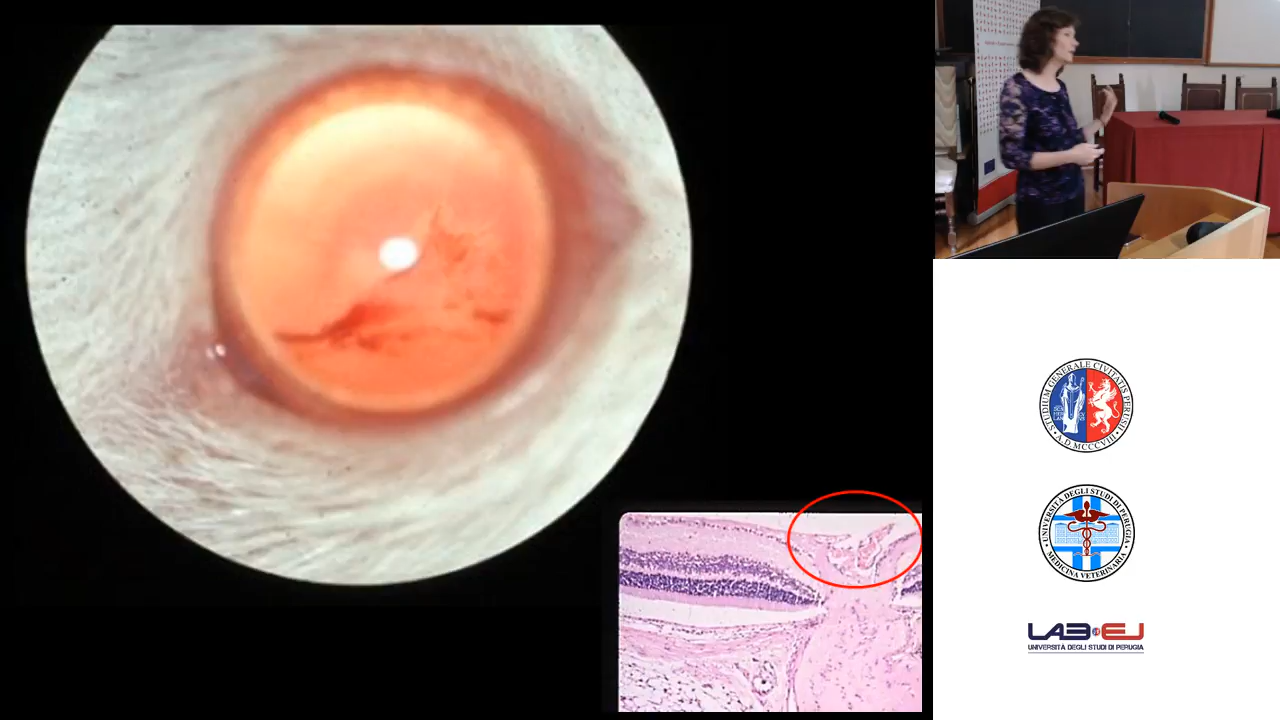 STUDIUM GENERALE CIVITATIS PERUSII
A.D. MCCCVIII
UNIVERSITÀ DEGLI STUDI DI PERUGIA
MEDICINA VETERINARIA
LAB EJ
UNIVERSITÀ DEGLI STUDI DI PERUGIA